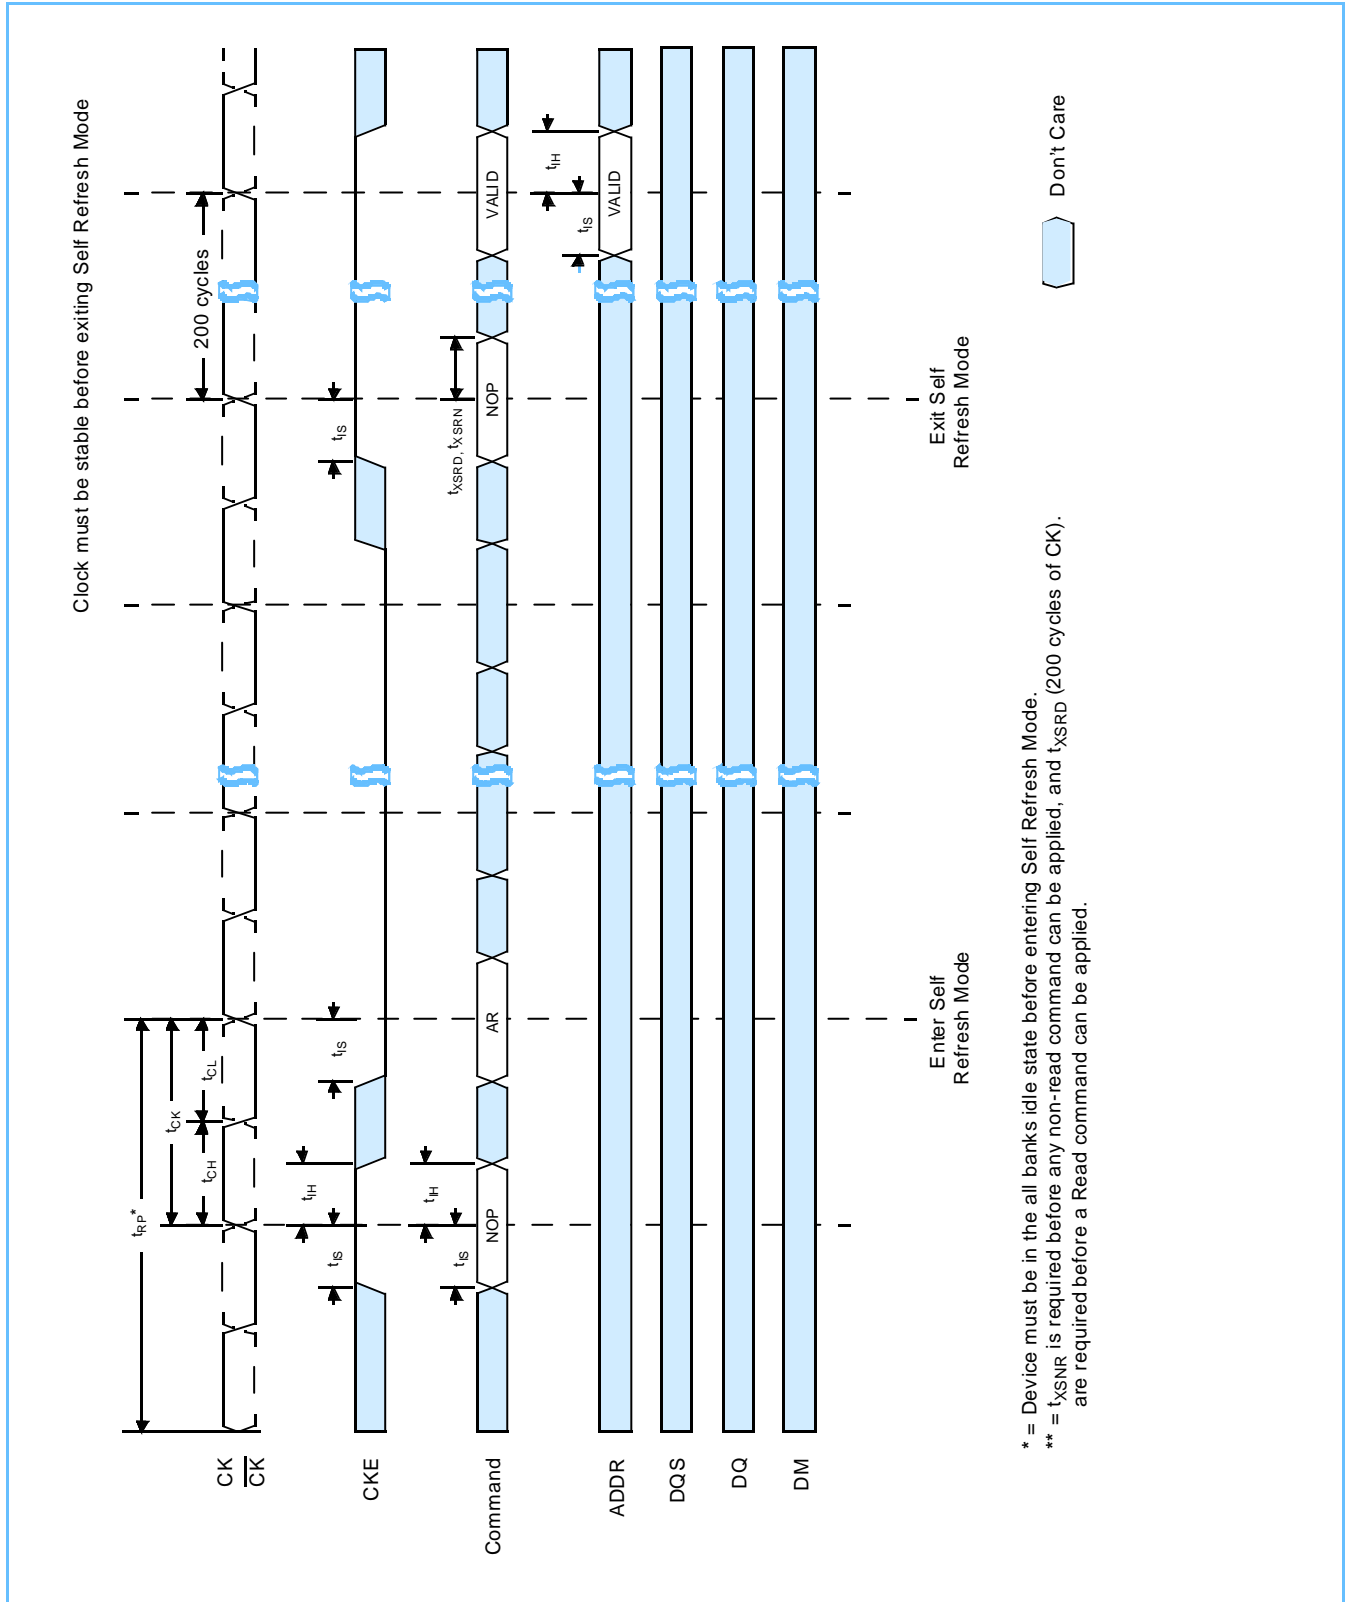 Clock must be stable before exiting Self Refresh Mode
tRP*
tCK
tCH
tCL
200 cycles
CK
CK
tIS
tIH
tIS
tIS
CKE
tIS
tIH
tXSRD, tXSRN
Command
NOP
AR
NOP
VALID
tIS
tIH
ADDR
VALID
DQS
DQ
DM
Enter Self
Refresh Mode
Exit Self
Refresh Mode
* = Device must be in the all banks idle state before entering Self Refresh Mode.
** = tXSNR is required before any non-read command can be applied, and tXSRD (200 cycles of CK).
are required before a Read command can be applied.
Don't Care